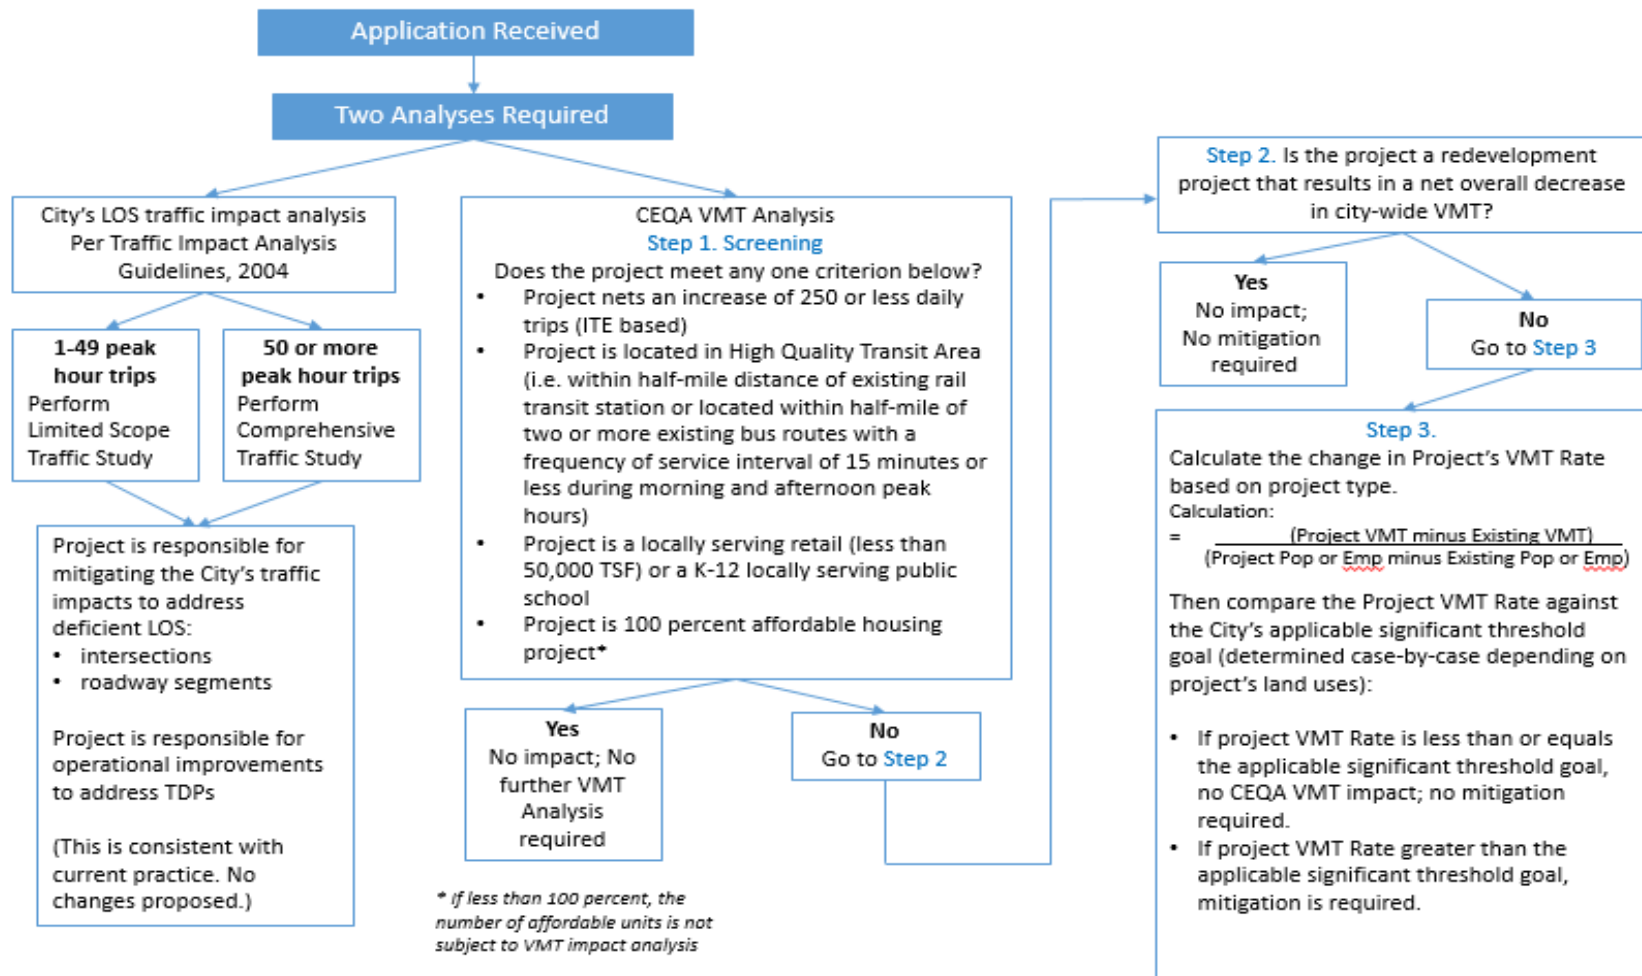 Application Received
Two Analyses Required
City's LOS traffic impact analysis
Per Traffic Impact Analysis
Guidelines, 2004
1-49 peak
hour trips
Perform
Limited Scope
Traffic Study
50 or more
peak hour trips
Perform
Comprehensive
Traffic Study
Project is responsible for
mitigating the City's traffic
impacts to address
deficient LOS:
• intersections
• roadway segments
Project is responsible for
operational improvements
to address TDPs
(This is consistent with
current practice. No
changes proposed.)
CEQA VMT Analysis
Step 1. Screening
Does the project meet any one criterion below?
• Project nets an increase of 250 or less daily
trips (ITE based)
• Project is located in High Quality Transit Area
(i.e. within half-mile distance of existing rail
transit station or located within half-mile of
two or more existing bus routes with a
frequency of service interval of 15 minutes or
less during morning and afternoon peak
hours)
• Project is a locally serving retail (less than
50,000 TSF) or a K-12 locally serving public
school
• Project is 100 percent affordable housing
project*
Yes
No impact; No
further VMT
Analysis
required
No
Go to Step 2
* If less than 100 percent, the
number of affordable units is not
subject to VMT impact analysis
Step 2. Is the project a redevelopment
project that results in a net overall decrease
in city-wide VMT?
Yes
No impact;
No mitigation
required
No
Go to Step 3
Step 3.
Calculate the change in Project's VMT Rate
based on project type.
Calculation:
= (Project VMT minus Existing VMT)
(Project Pop or Emp minus Existing Pop or Emp)
Then compare the Project VMT Rate against
the City's applicable significant threshold
goal (determined case-by-case depending on
project's land uses):
• If project VMT Rate is less than or equals
the applicable significant threshold goal,
no CEQA VMT impact; no mitigation
required.
• If project VMT Rate greater than the
applicable significant threshold goal,
mitigation is required.